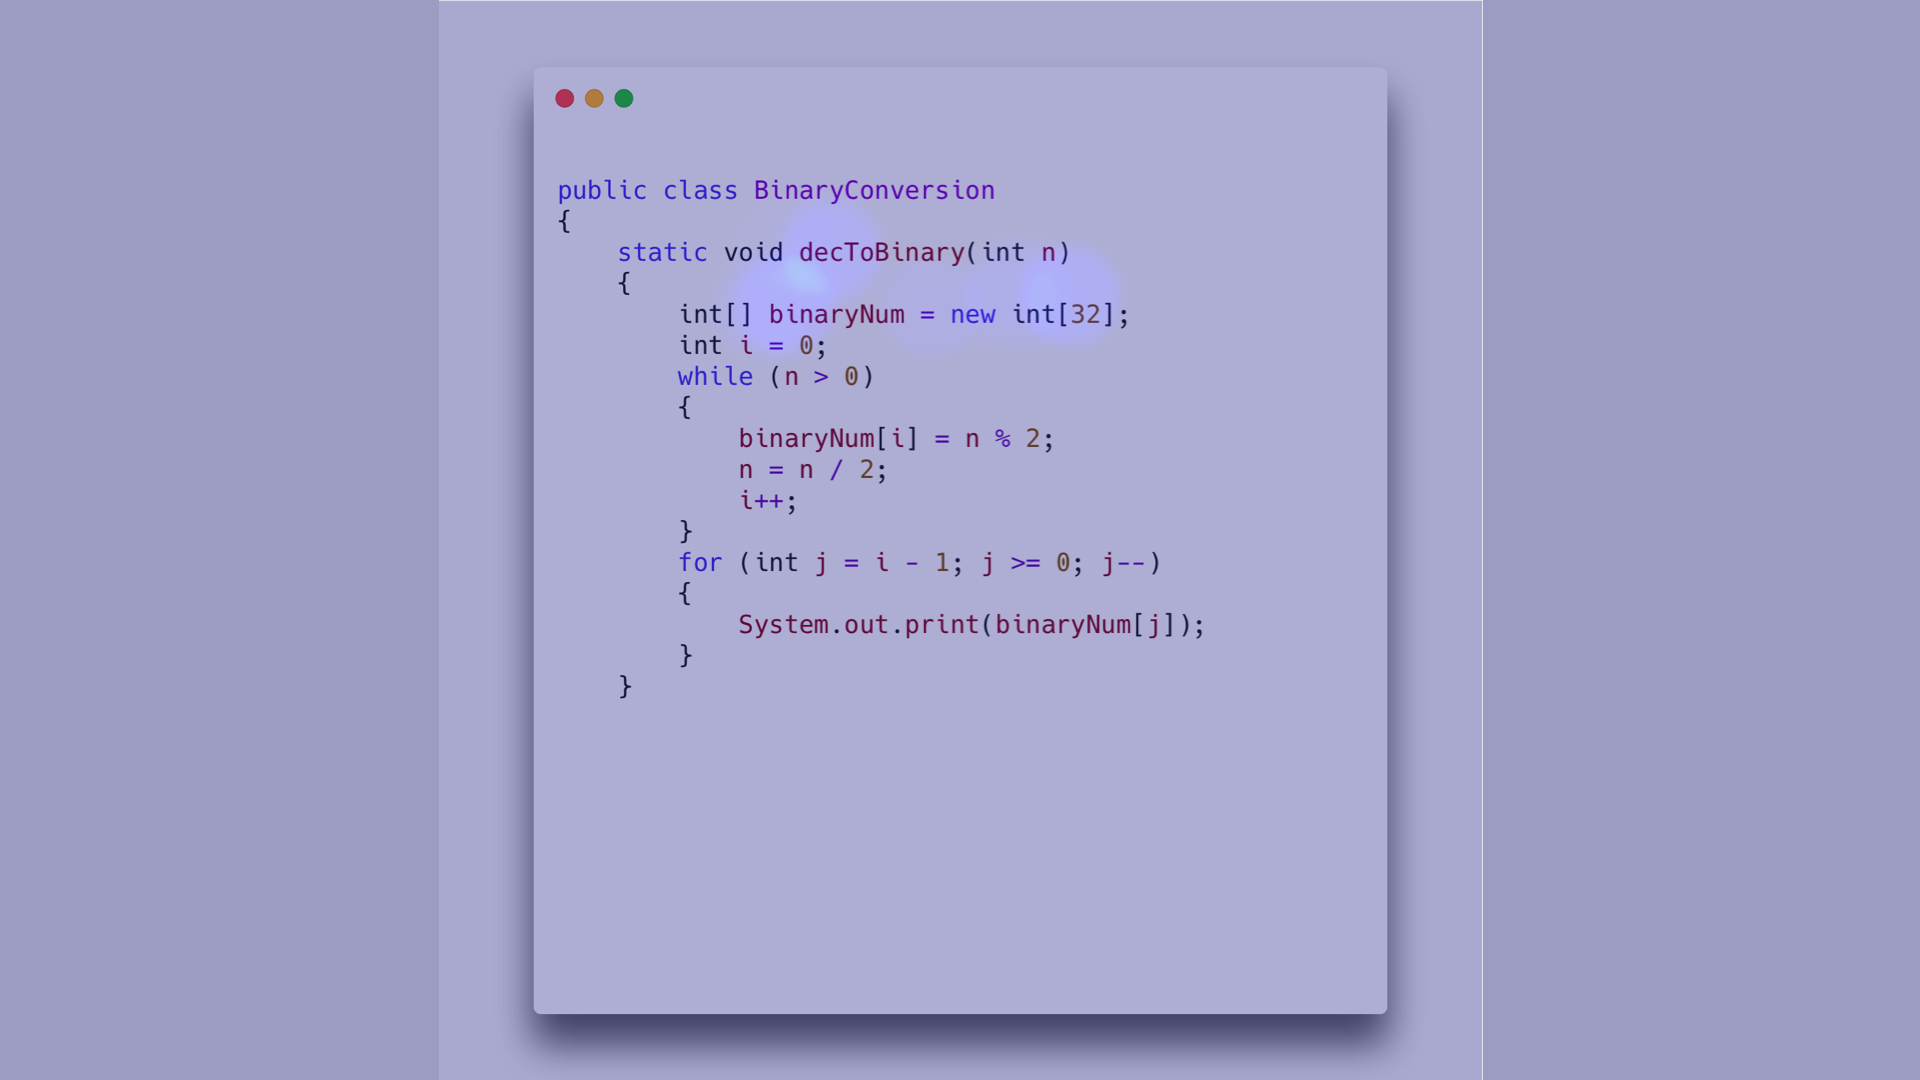 public class BinaryConversion
{
    static void decToBinary(int n)
    {
        int[] binaryNum = new int[32];
        int i = 0;
        while (n > 0)
        {
            binaryNum[i] = n % 2;
            n = n / 2;
            i++;
        }
        for (int j = i - 1; j >= 0; j--)
        {
            System.out.print(binaryNum[j]);
        }
    }